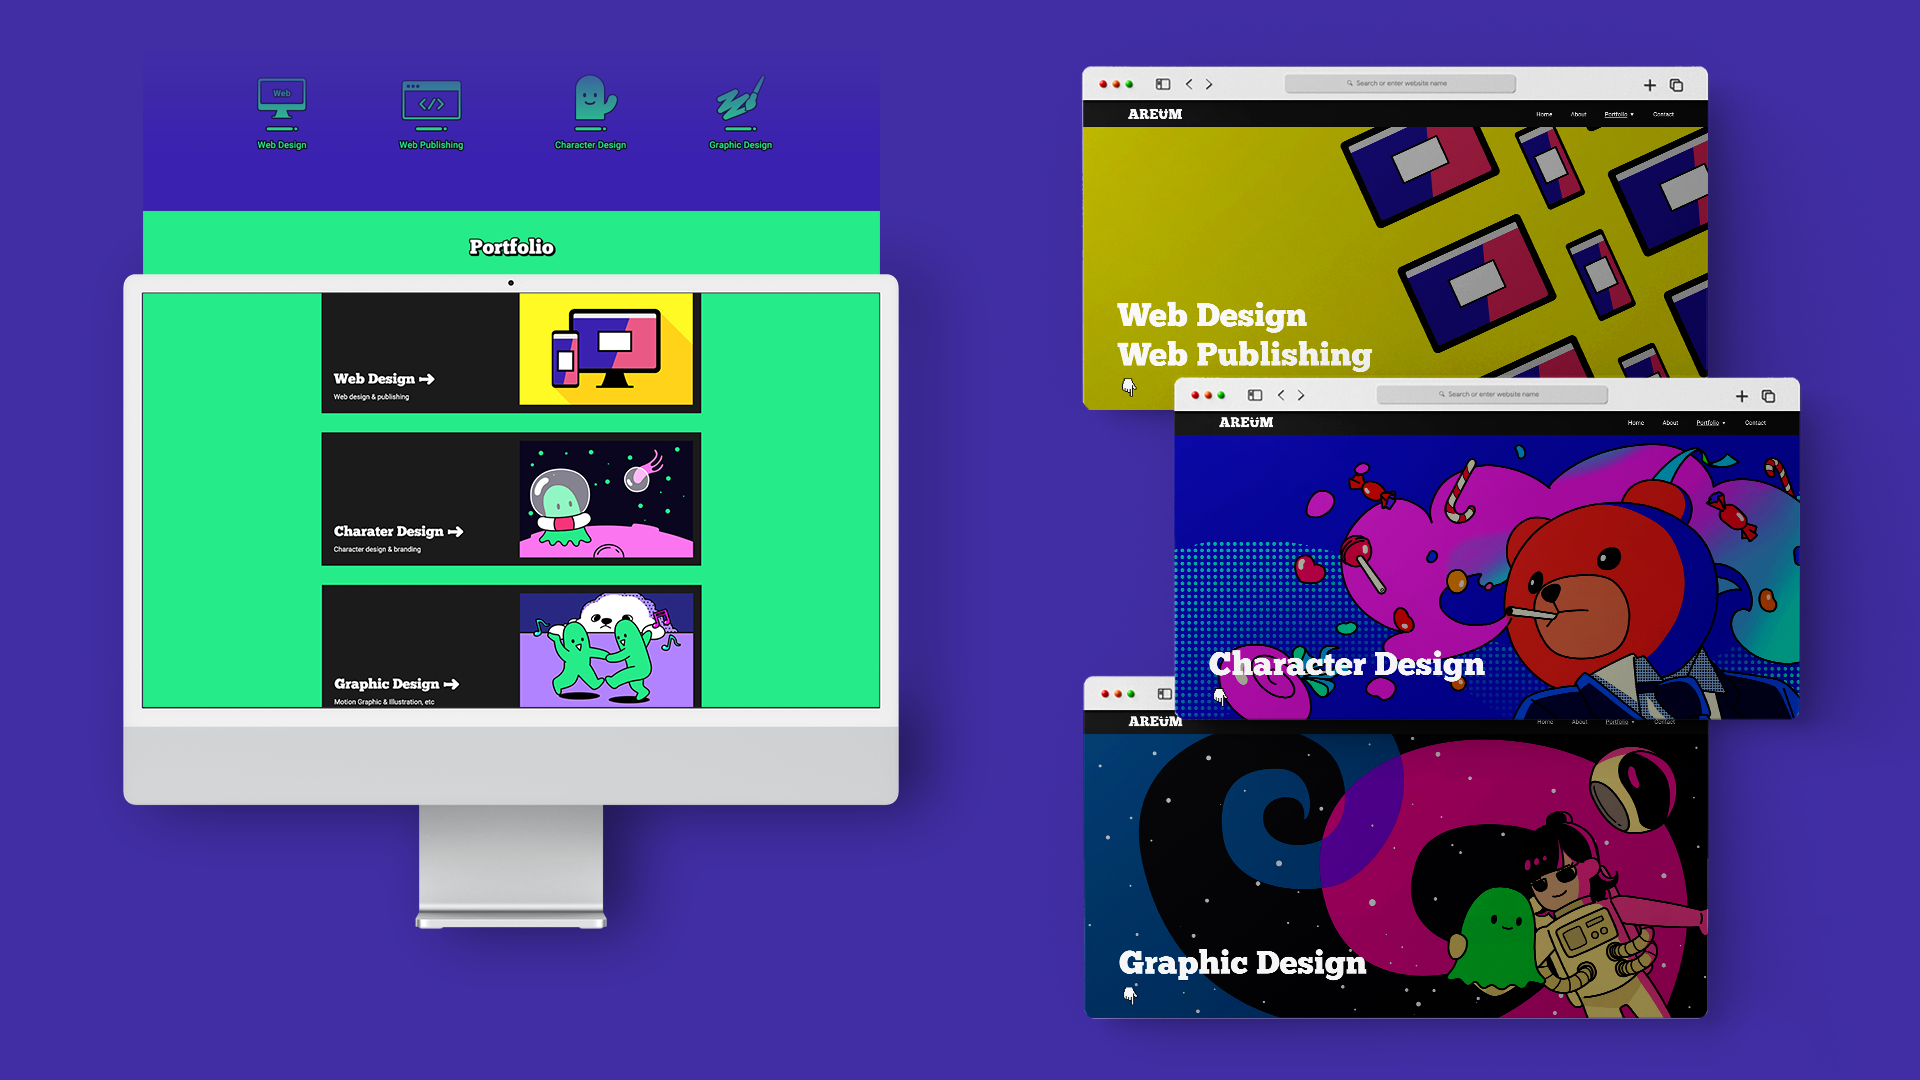 Web
Web Design
Web Publishing
Character Design
Graphic Design
Portfolio
Web Design
Web design & publishing
Charater Design
Character design & branding
Graphic Design
Motion Graphic & Illustration, etc
Search or enter website name
AREUM
Home About Portfolio Contact
Web Design
Web Publishing
Search or enter website name
AREUM
Home About Portfolio Contact
Character Design
AREUM
Home About Portfolio Contact
Graphic Design